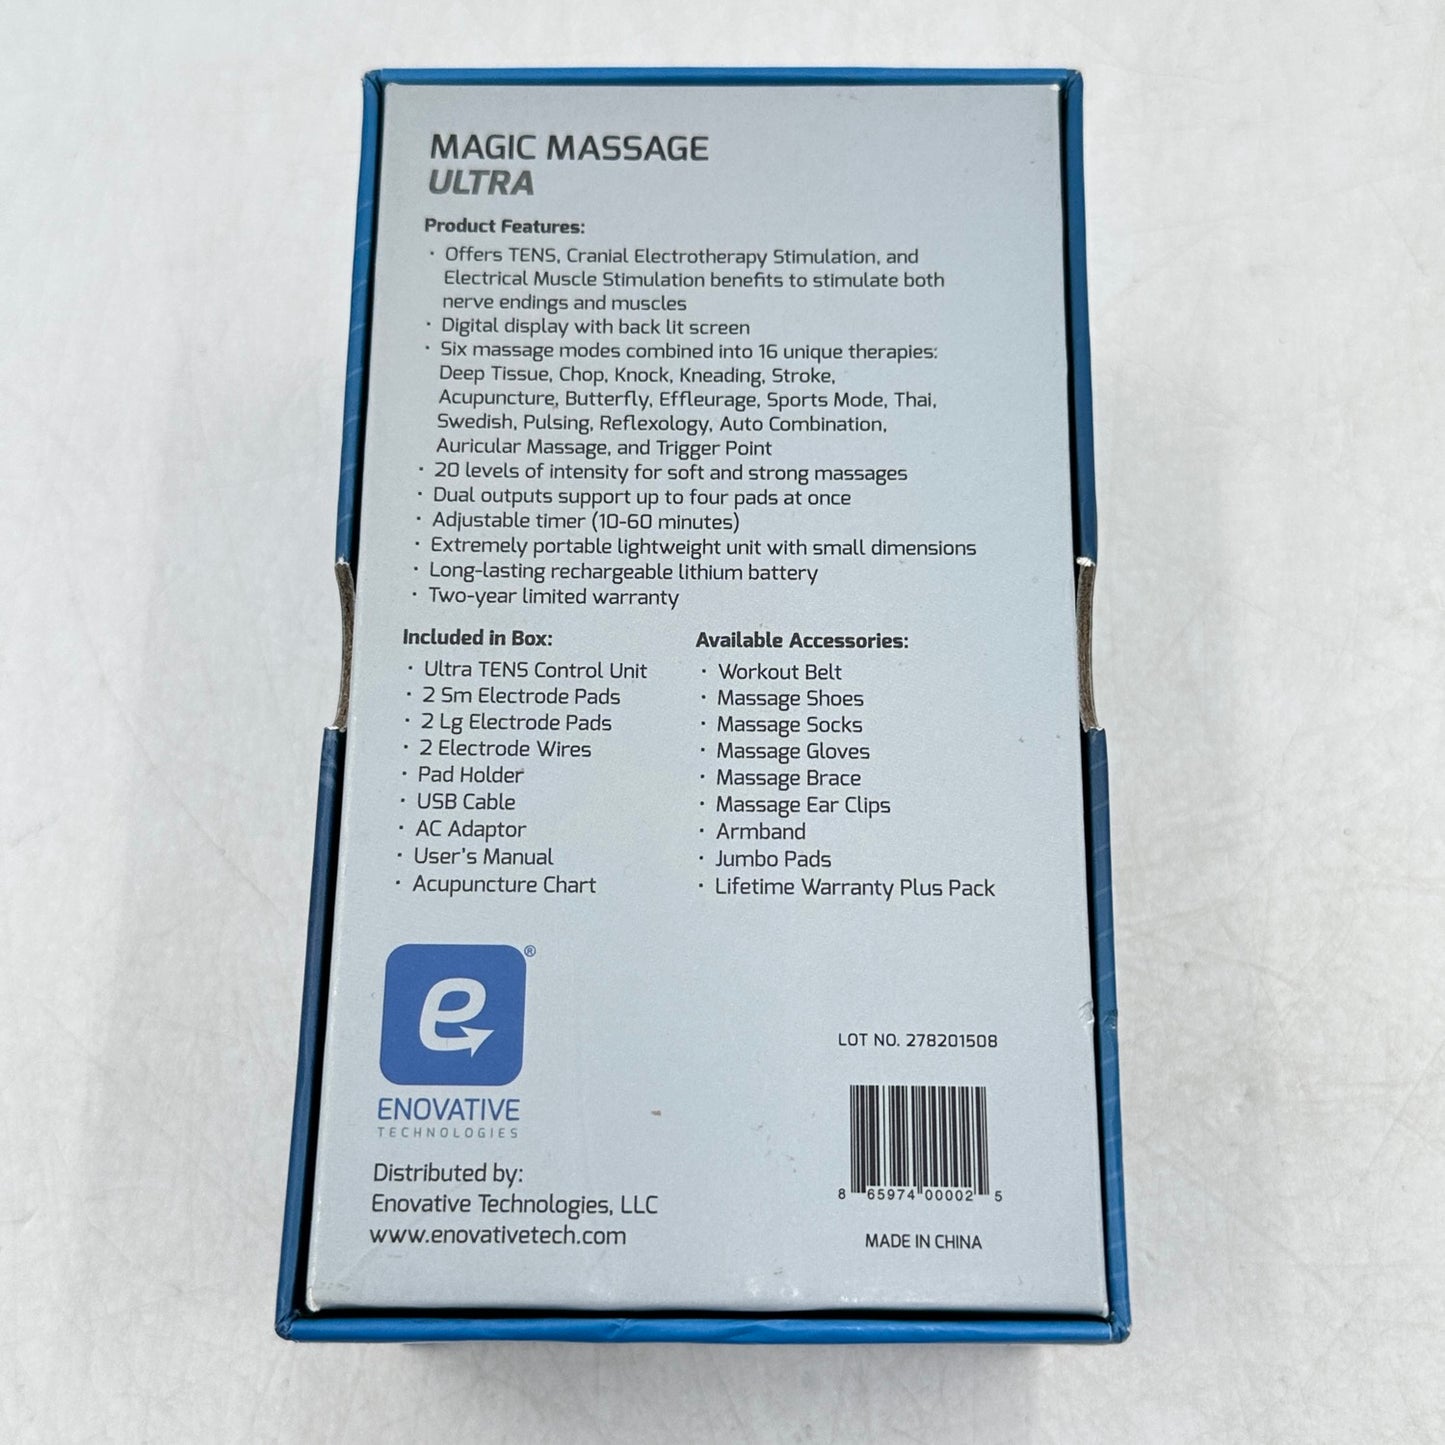 MAGIC MASSAGE
ULTRA
Product Features:
· Offers TENS, Cranial Electrotherapy Stimulation, and
Electrical Muscle Stimulation benefits to stimulate both
nerve endings and muscles
· Digital display with back lit screen
· Six massage modes combined into 16 unique therapies:
Deep Tissue, Chop, Knock, Kneading, Stroke,
Acupuncture, Butterfly, Effleurage, Sports Mode, Thai,
Swedish, Pulsing, Reflexology, Auto Combination,
Auricular Massage, and Trigger Point
· 20 levels of intensity for soft and strong massages
· Dual outputs support up to four pads at once
· Adjustable timer (10-60 minutes)
· Extremely portable lightweight unit with small dimensions
· Long-lasting rechargeable lithium battery
· Two-year limited warranty
Included in Box:
· Ultra TENS Control Unit
· 2 Sm Electrode Pads
· 2 Lg Electrode Pads
· 2 Electrode Wires
· Pad Holder
· USB Cable
· AC Adaptor
· User's Manual
· Acupuncture Chart
Available Accessories:
· Workout Belt
· Massage Shoes
· Massage Socks
· Massage Gloves
· Massage Brace
· Massage Ear Clips
· Armband
· Jumbo Pads
· Lifetime Warranty Plus Pack
e®
ENOVATIVE
TECHNOLOGIES
Distributed by:
Enovative Technologies, LLC
www.enovativetech.com
LOT NO. 278201508
8 65974 00002 5
MADE IN CHINA